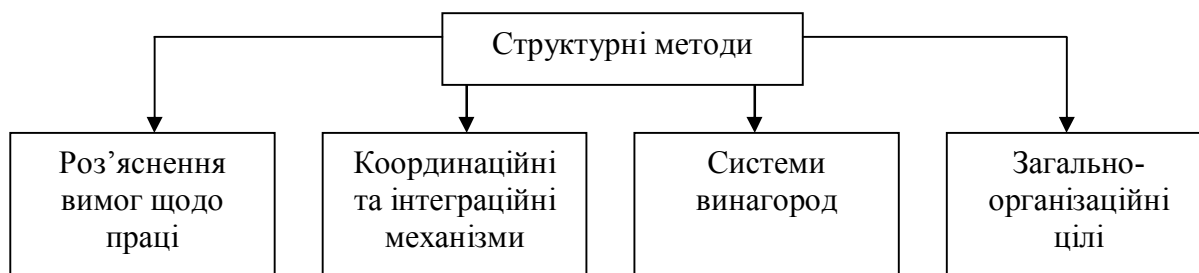 Структурні методи
Роз’яснення
вимог щодо
праці
Координаційні
та інтеграційні
механізми
Системи
винагород
Загально-
організаційні
цілі